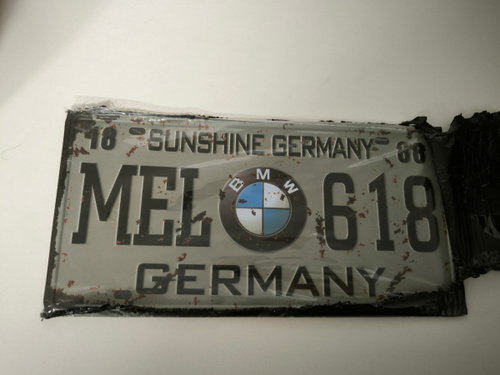 18 SUNSHINE GERMANY 88
MEL BMW 618
GERMANY